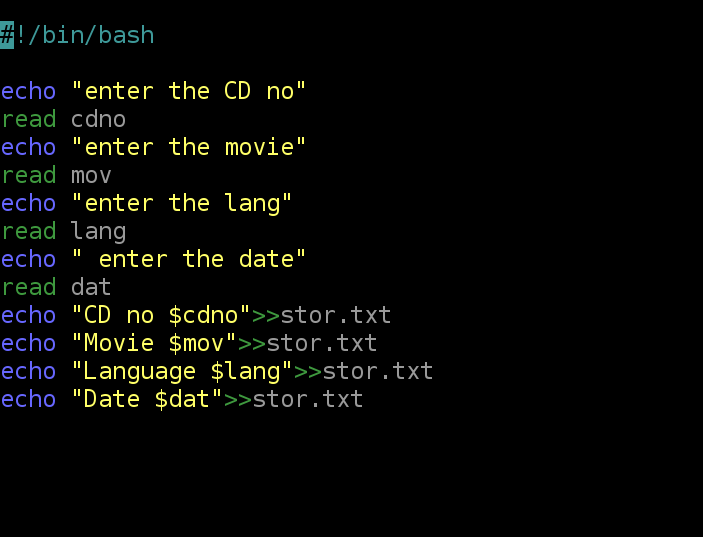 #!/bin/bash
echo "enter the CD no"
read cdno
echo "enter the movie"
read mov
echo "enter the lang"
read lang
echo " enter the date"
read dat
echo "CD no $cdno">>stor.txt
echo "Movie $mov">>stor.txt
echo "Language $lang">>stor.txt
echo "Date $dat">>stor.txt